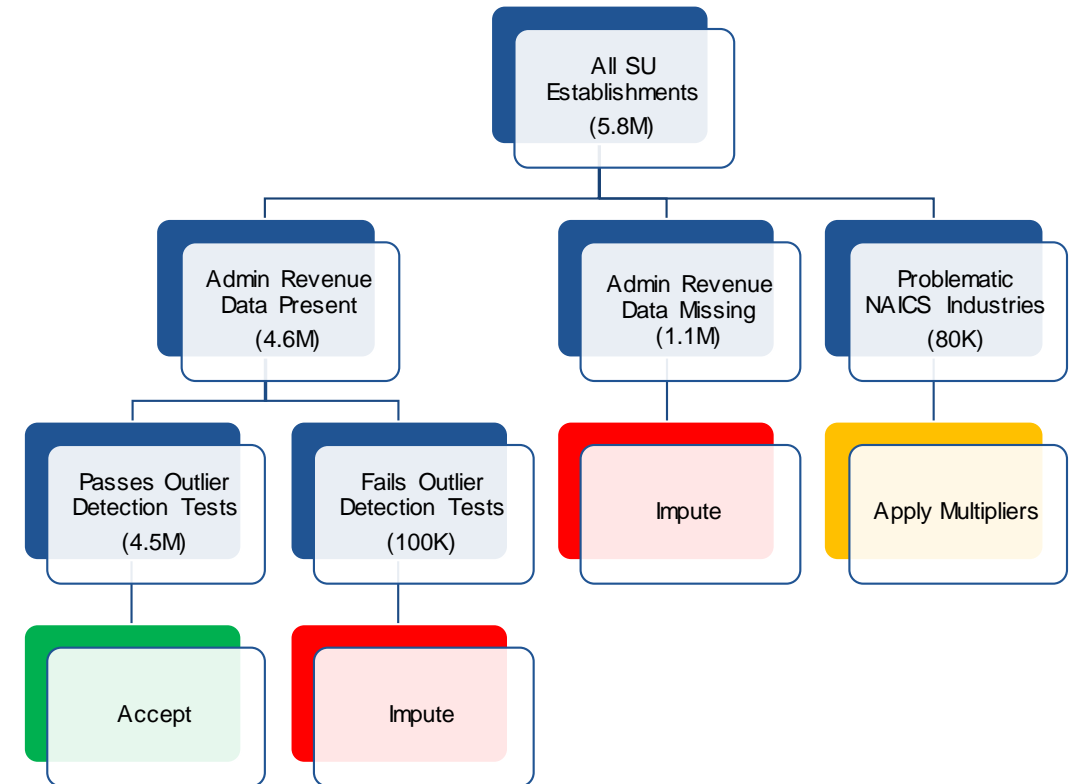 All SU
Establishments
(5.8M)
Admin Revenue
Data Present
(4.6M)
Admin Revenue
Data Missing
(1.1M)
Problematic
NAICS Industries
(80K)
Passes Outlier
Detection Tests
(4.5M)
Fails Outlier
Detection Tests
(100K)
Impute
Apply Multipliers
Accept
Impute